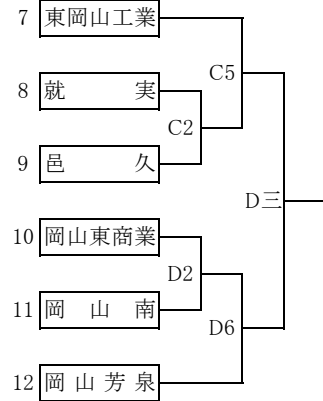 7 東岡山工業
C5
8 就 実
C2
9 邑 久
D三
10 岡山東商業
D2
11 岡 山 南
D6
12 岡 山 芳 泉